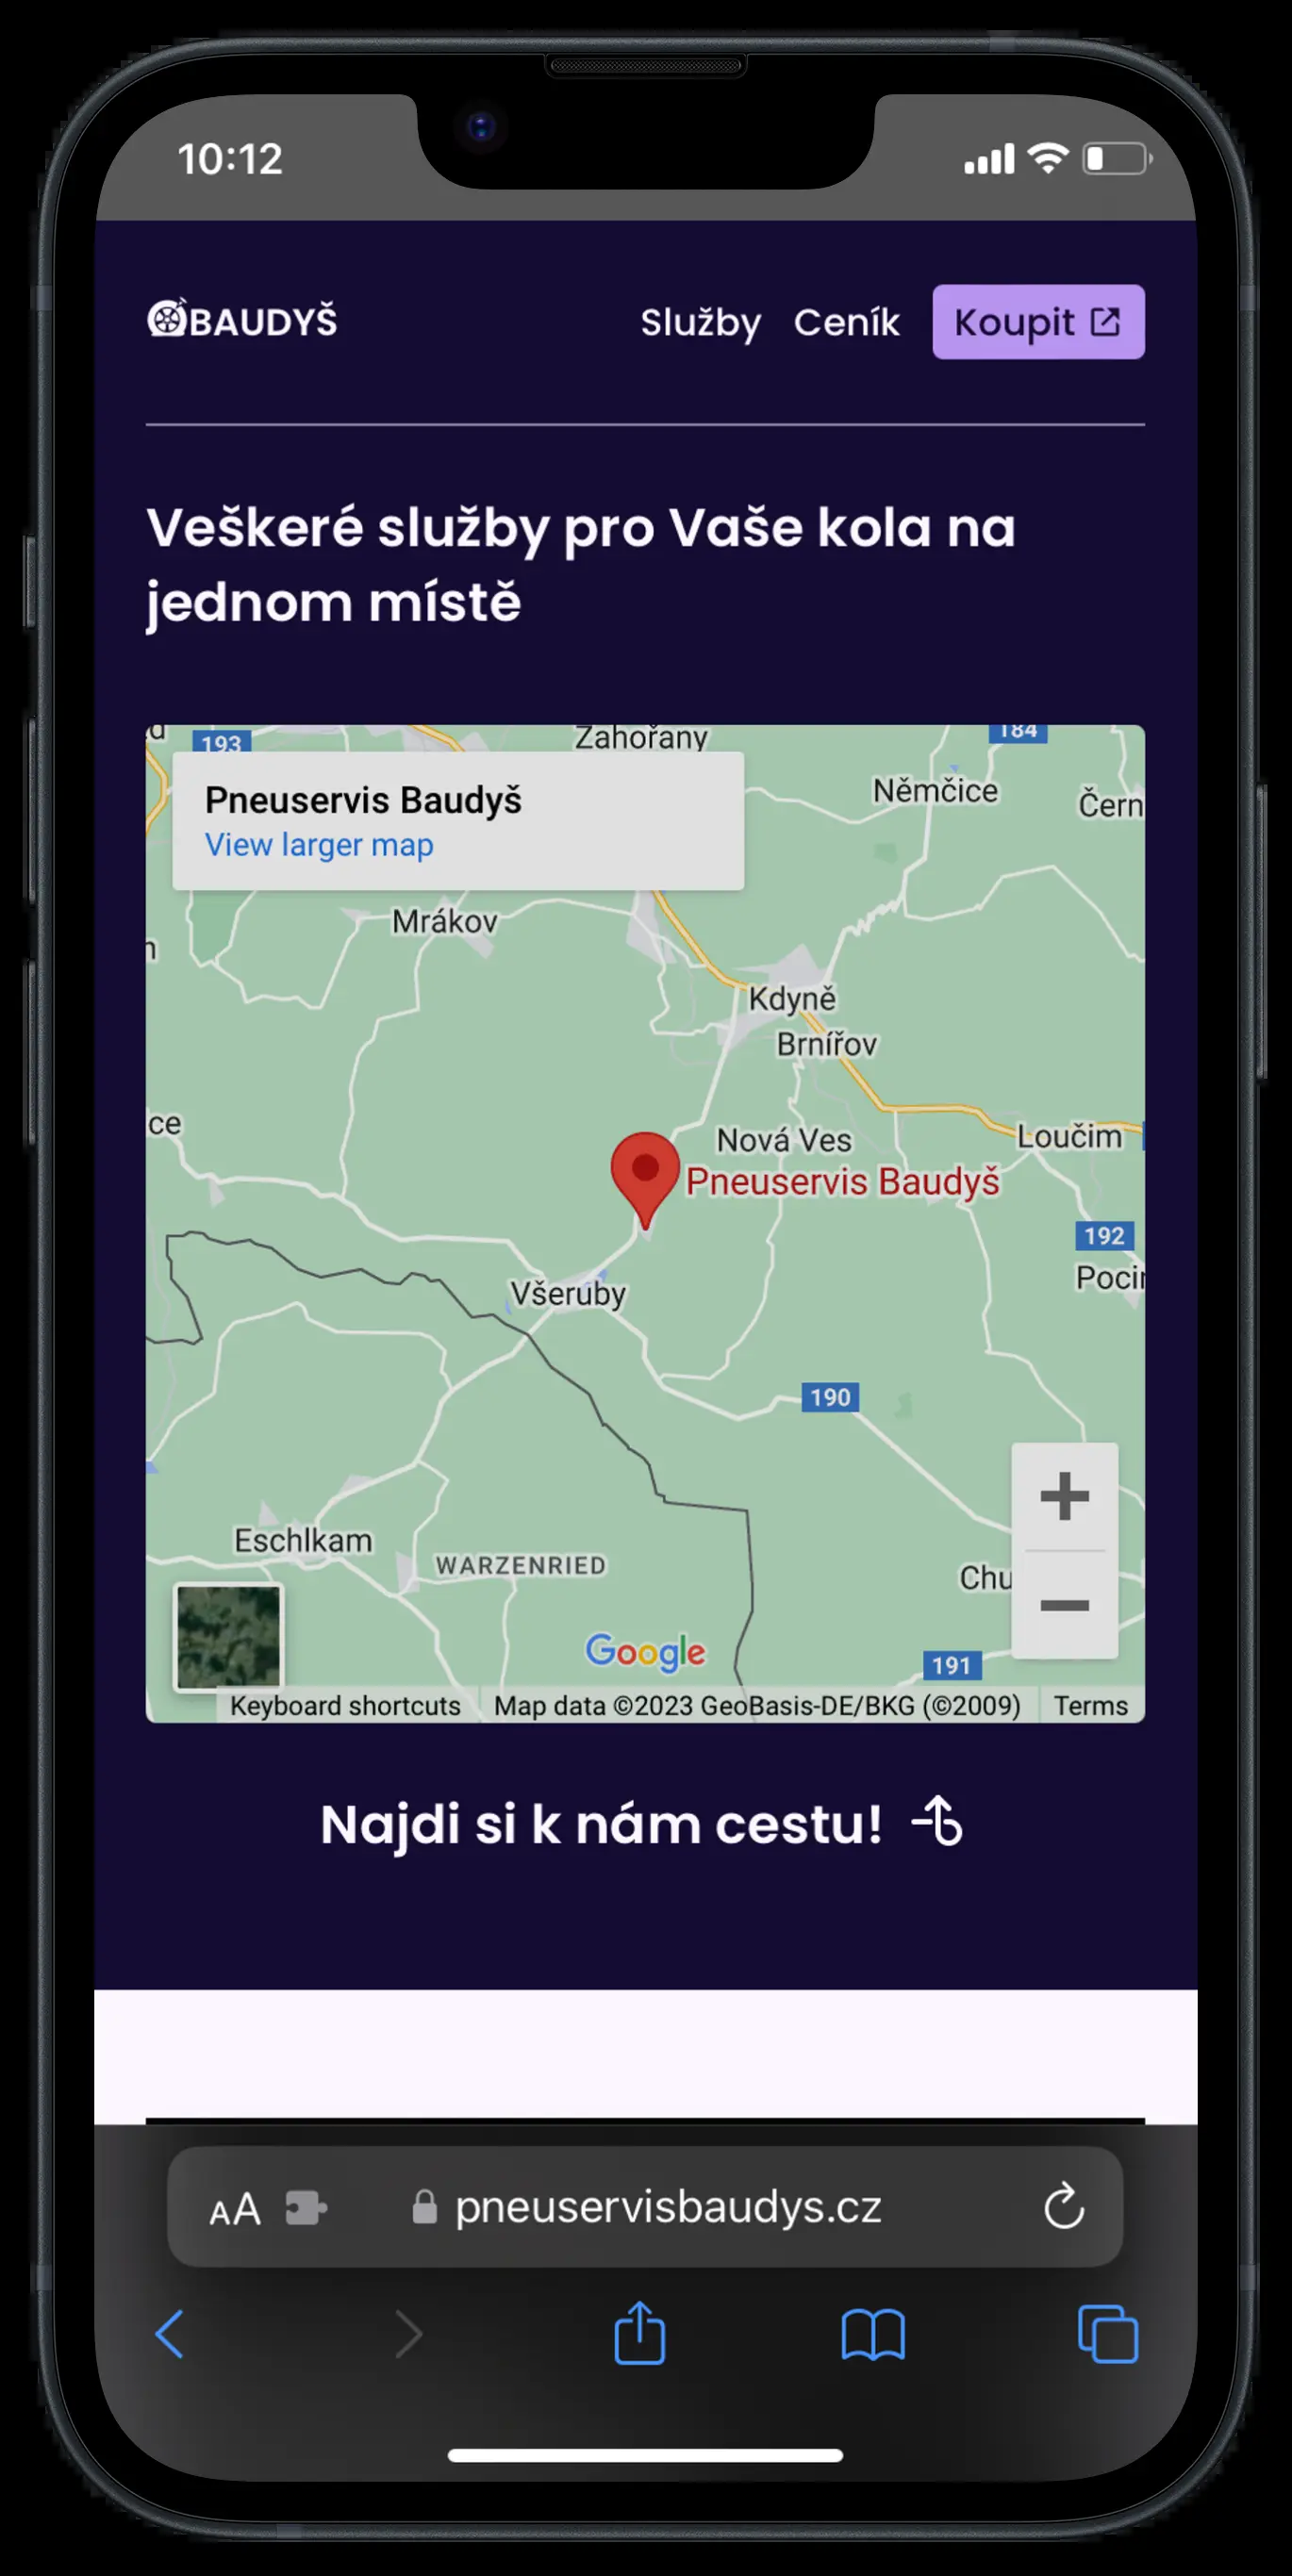 10:12
BAUDYŠ
Služby Ceník Koupit
Veškeré služby pro Vaše kola na
jednom místě
193
Zahořany
184
Pneuservis Baudyš
View larger map
Němčice
Čern
Mrákov
Kdyně
Brnířov
ce
Nová Ves
Loučim
Pneuservis Baudyš
192
Pocin
Všeruby
190
Eschlkam
WARZENRIED
Chu
Google
191
Keyboard shortcuts Map data ©2023 GeoBasis-DE/BKG (©2009) Terms
Najdi si k nám cestu!
AA pneuservisbaudys.cz